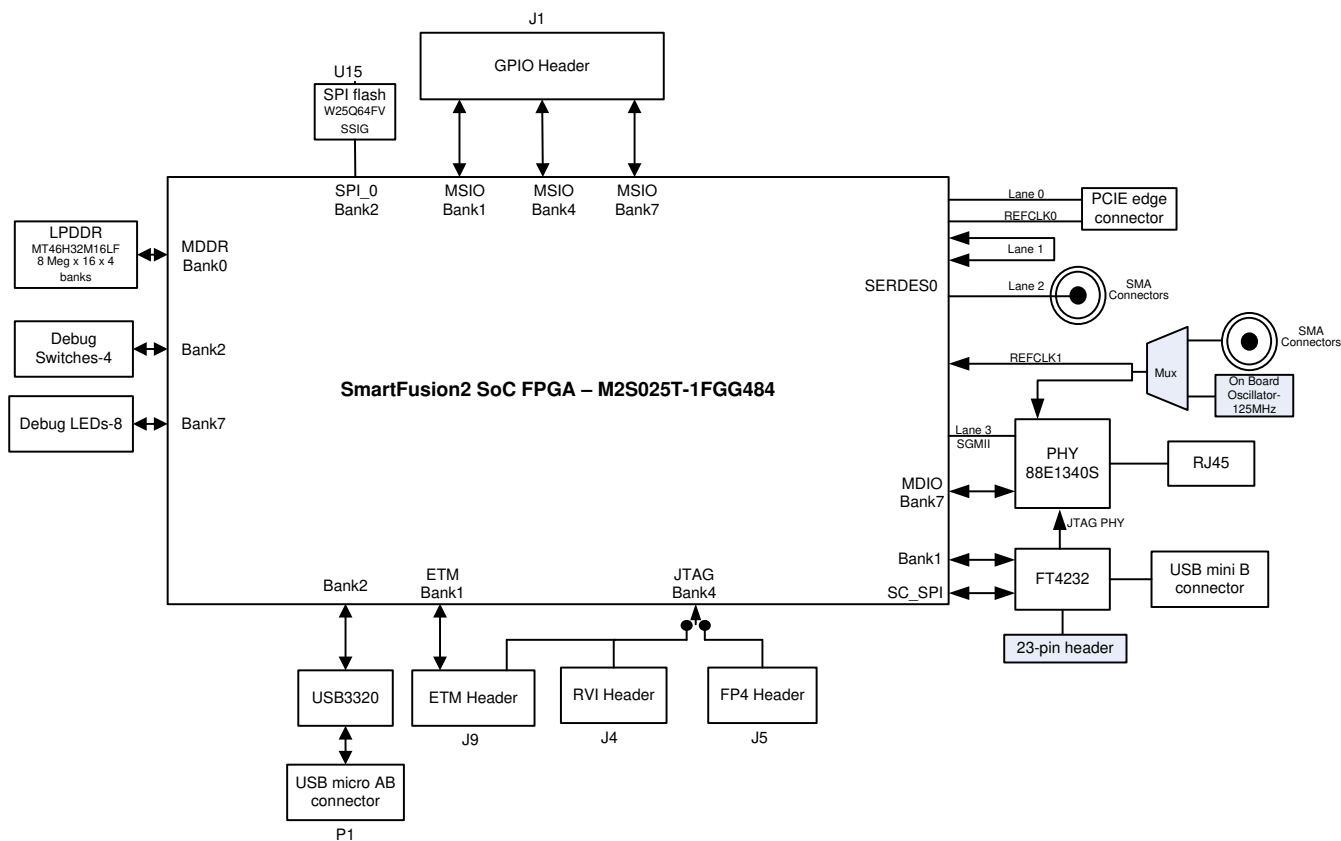 J1
GPIO Header
U15
SPI flash
W25Q64FV
SSIG
SPI_0
Bank2
MSIO
Bank1
MSIO
Bank4
MSIO
Bank7
LPDDR
MT46H32M16LF
8 Meg x 16 x 4
banks
MDDR
Bank0
Debug
Switches-4
Bank2
Debug LEDs-8
Bank7
SmartFusion2 SoC FPGA – M2S025T-1FGG484
Lane 0
REFCLK0
PCIE edge
connector
Lane 1
SERDES0
Lane 2
SMA
Connectors
SMA
Connectors
REFCLK1
Mux
On Board
Oscillator-
125MHz
Lane 3
SGMII
PHY
88E1340S
RJ45
MDIO
Bank7
JTAG PHY
Bank1
SC_SPI
FT4232
USB mini B
connector
23-pin header
Bank2
ETM
Bank1
JTAG
Bank4
USB3320
ETM Header
RVI Header
FP4 Header
J9
J4
J5
USB micro AB
connector
P1